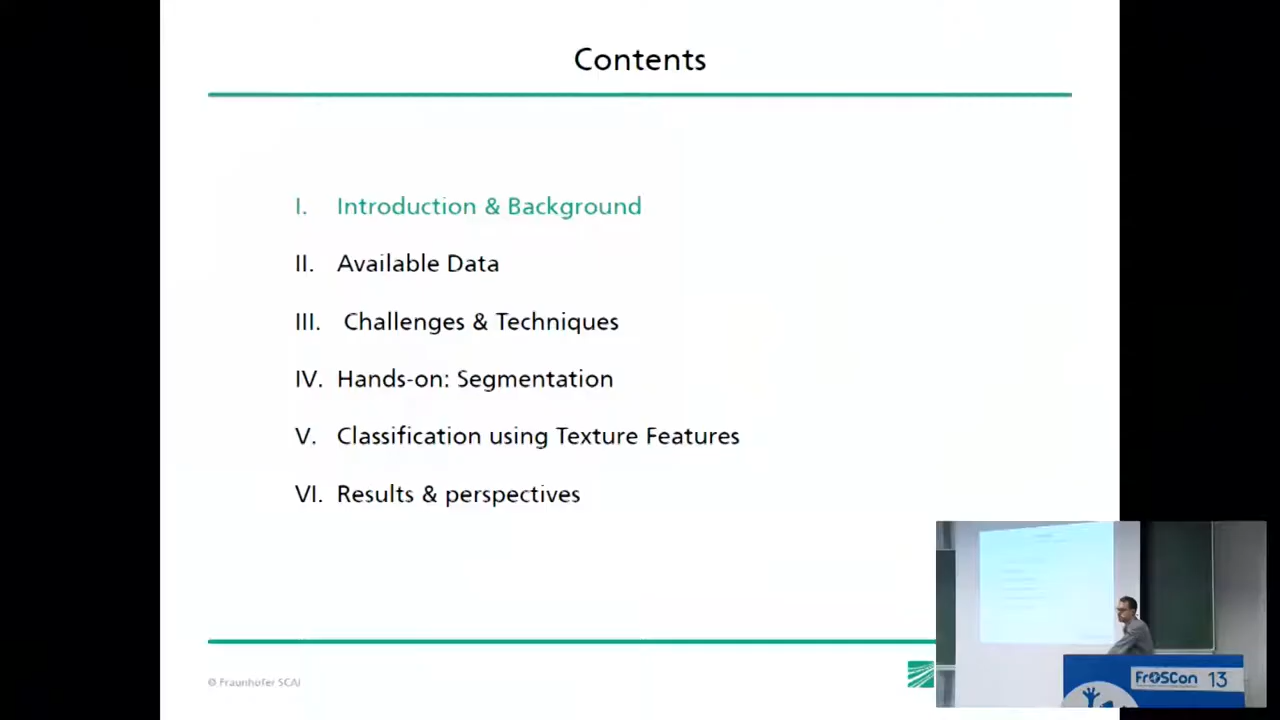 Contents
I. Introduction & Background
II. Available Data
III. Challenges & Techniques
IV. Hands-on: Segmentation
V. Classification using Texture Features
VI. Results & perspectives
© Fraunhofer SCAI
FrOSCon 13